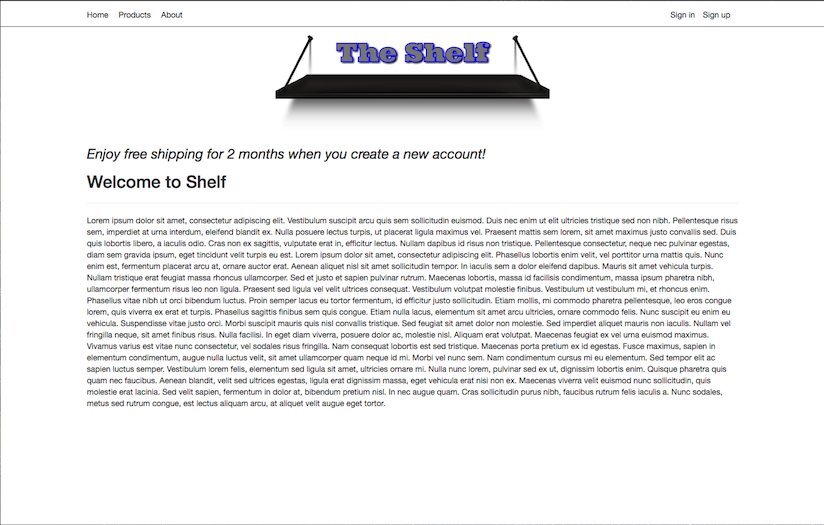 Home Products About Sign in Sign up
The Shelf
Enjoy free shipping for 2 months when you create a new account!
Welcome to Shelf
Lorem ipsum dolor sit amet, consectetur adipiscing elit. Vestibulum suscipit arcu quis sem sollicitudin euismod. Duis nec enim ut elit ultricies tristique sed non nibh. Pellentesque risus
sem, imperdiet at urna interdum, eleifend blandit ex. Nulla posuere lectus turpis, ut placerat ligula maximus vel. Praesent mattis sem lorem, sit amet maximus justo convallis sed. Duis
quis lobortis libero, a iaculis odio. Cras non ex sagittis, vulputate erat in, efficitur lectus. Nullam dapibus id risus non tristique. Pellentesque consectetur, neque nec pulvinar egestas,
diam sem gravida ipsum, eget tincidunt velit turpis eu est. Lorem ipsum dolor sit amet, consectetur adipiscing elit. Phasellus lobortis enim velit, vel porttitor urna mattis quis. Nunc
enim est, fermentum placerat arcu at, ornare auctor erat. Aenean aliquet nisl sit amet sollicitudin tempor. In iaculis sem a dolor eleifend dapibus. Mauris sit amet vehicula turpis.
Nullam tristique erat feugiat massa rhoncus ullamcorper. Sed et justo et sapien pulvinar rutrum. Maecenas lobortis, massa id facilisis condimentum, massa ipsum pharetra nibh,
ullamcorper fermentum risus leo non ligula. Praesent sed ligula vel velit ultrices consequat. Vestibulum volutpat molestie finibus. Vestibulum ut vestibulum mi, et rhoncus enim.
Phasellus vitae nibh ut orci bibendum luctus. Proin semper lacus eu tortor fermentum, id efficitur justo sollicitudin. Etiam mollis, mi commodo pharetra pellentesque, leo eros congue
lorem, quis viverra ex erat et turpis. Phasellus sagittis finibus sem quis congue. Etiam nulla lacus, elementum sit amet arcu ultricies, ornare commodo felis. Nunc suscipit eu enim eu
vehicula. Suspendisse vitae justo orci. Morbi suscipit mauris quis nisl convallis tristique. Sed feugiat sit amet dolor non molestie. Sed imperdiet aliquet mauris non iaculis. Nullam vel
fringilla neque, sit amet finibus risus. Nulla facilisi. In eget diam viverra, posuere dolor ac, molestie nisl. Aliquam erat volutpat. Maecenas feugiat ex vel urna euismod maximus.
Vivamus varius est vitae nunc consectetur, vel sodales risus fringilla. Nam consequat lobortis est sed tristique. Maecenas porta pretium ex id egestas. Fusce maximus, sapien in
elementum condimentum, augue nulla luctus velit, sit amet ullamcorper quam neque id mi. Morbi vel nunc sem. Nam condimentum cursus mi eu elementum. Sed tempor elit ac
sapien luctus semper. Vestibulum lorem felis, elementum sed ligula sit amet, ultricies ornare mi. Nulla nunc lorem, pulvinar sed ex ut, dignissim lobortis enim. Quisque pharetra quis
quam nec faucibus. Aenean blandit, velit sed ultrices egestas, ligula erat dignissim massa, eget vehicula erat nisi non ex. Maecenas viverra velit euismod nunc sollicitudin, quis
molestie erat lacinia. Sed velit sapien, fermentum in dolor at, bibendum pretium nisl. In nec augue quam. Cras sollicitudin purus nibh, faucibus rutrum felis iaculis a. Nunc sodales,
metus sed rutrum congue, est lectus aliquam arcu, at aliquet velit augue eget tortor.